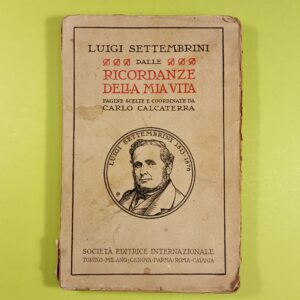 LUIGI SETTEMBRINI
DALLE
RICORDANZE
DELLA MIA VITA
PAGINE SCELTE E COORDINATE DA
CARLO CALCATERRA
LUIGI SETTEMBRINI 1813-1876
SOCIETÀ EDITRICE INTERNAZIONALE
TORINO-MILANO-GENOVA-PARMA-ROMA-CATANIA